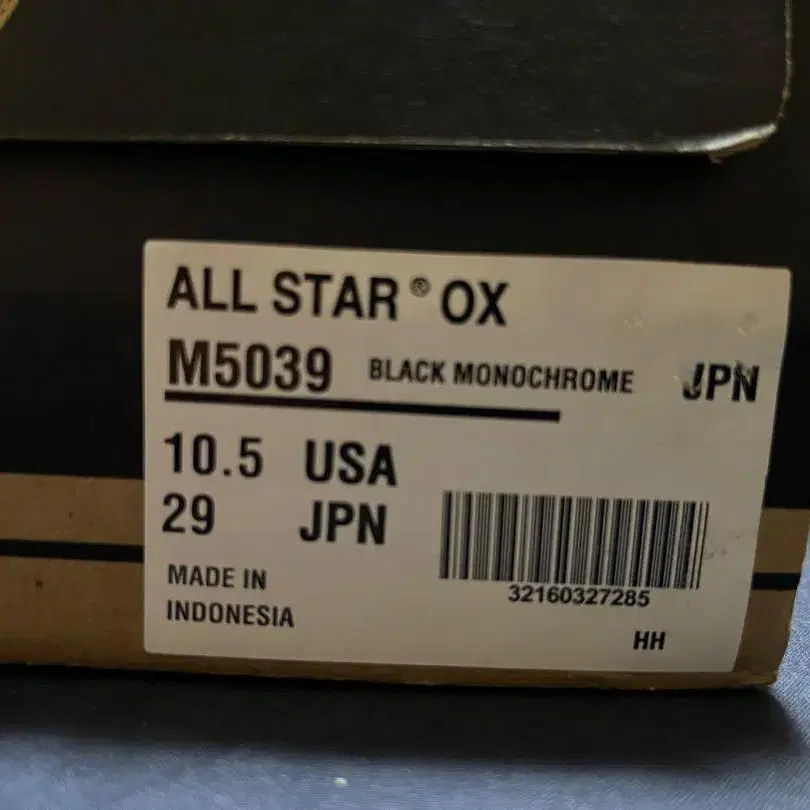 ALL STAR® OX
M5039 BLACK MONOCHROME JPN
10.5 USA
29 JPN
MADE IN
INDONESIA
32160327285
HH